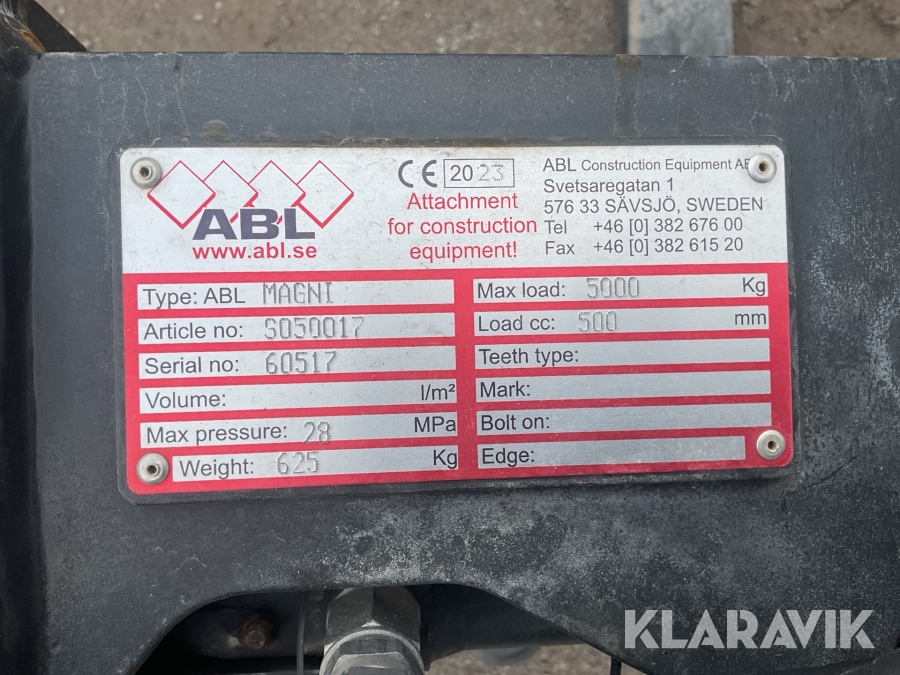 ABL
www.abl.se
CE 2023
Attachment
for construction
equipment!
ABL Construction Equipment AB
Svetsaregatan 1
576 33 SÄVSJÖ, SWEDEN
Tel +46 [0] 382 676 00
Fax +46 [0] 382 615 20
Type: ABL MAGNI
Article no: S050017
Serial no: 60517
Volume: l/m²
Max pressure: 28 MPa
Weight: 625 Kg
Max load: 5000 Kg
Load cc: 500 mm
Teeth type:
Mark:
Bolt on:
Edge:
KLARAVIK